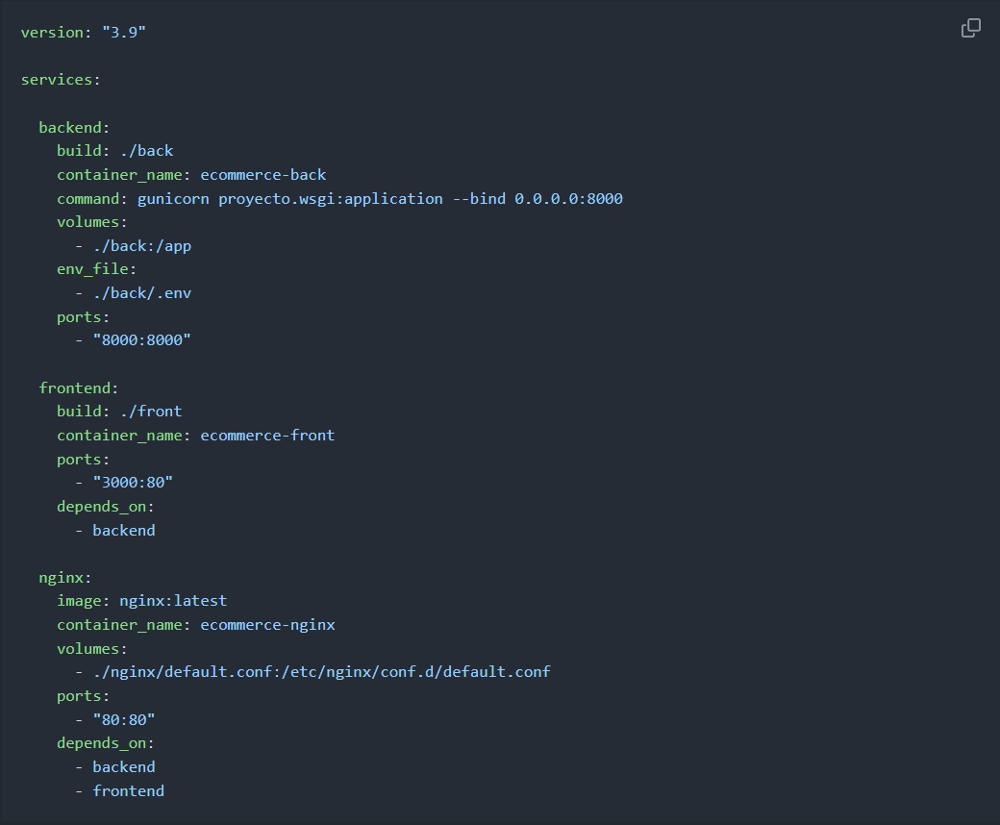 version: "3.9"
services:
backend:
build: ./back
container_name: ecommerce-back
command: gunicorn proyecto.wsgi:application --bind 0.0.0.0:8000
volumes:
- ./back:/app
env_file:
- ./back/.env
ports:
- "8000:8000"
frontend:
build: ./front
container_name: ecommerce-front
ports:
- "3000:80"
depends_on:
- backend
nginx:
image: nginx:latest
container_name: ecommerce-nginx
volumes:
- ./nginx/default.conf:/etc/nginx/conf.d/default.conf
ports:
- "80:80"
depends_on:
- backend
- frontend